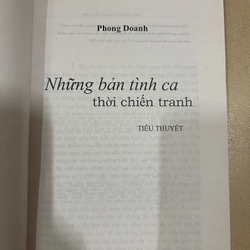 Phong Doanh
Những bản tình ca
thời chiến tranh
TIỂU THUYẾT